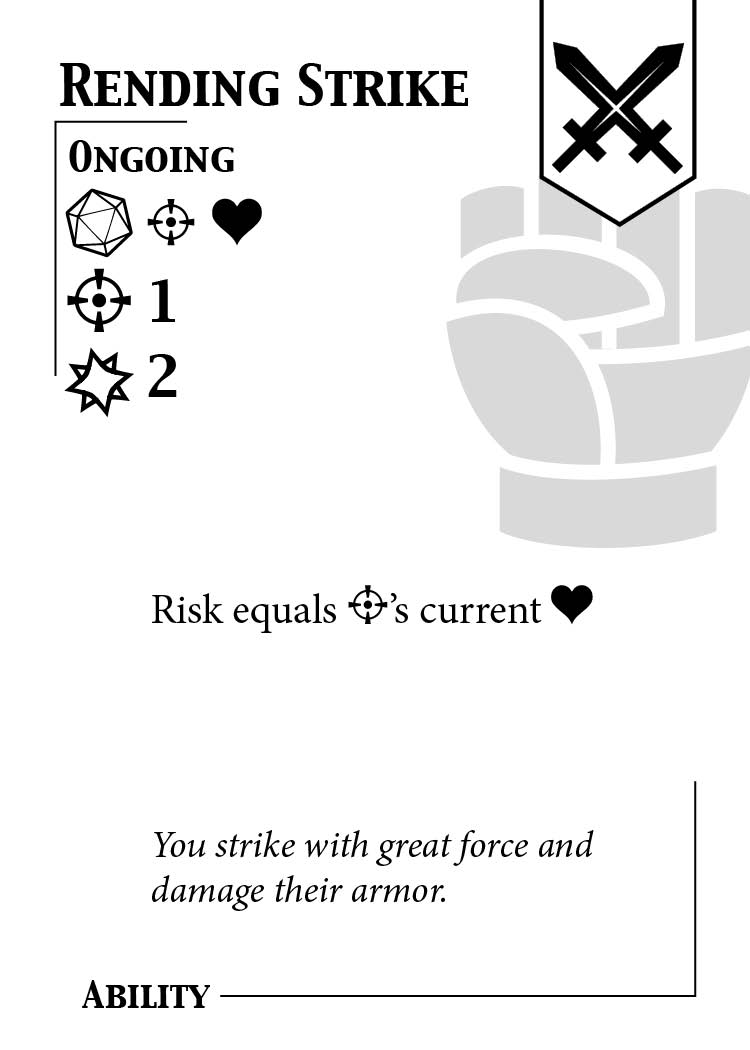 Rending Strike
Ongoing
1
2
Risk equals 's current
You strike with great force and
damage their armor.
Ability